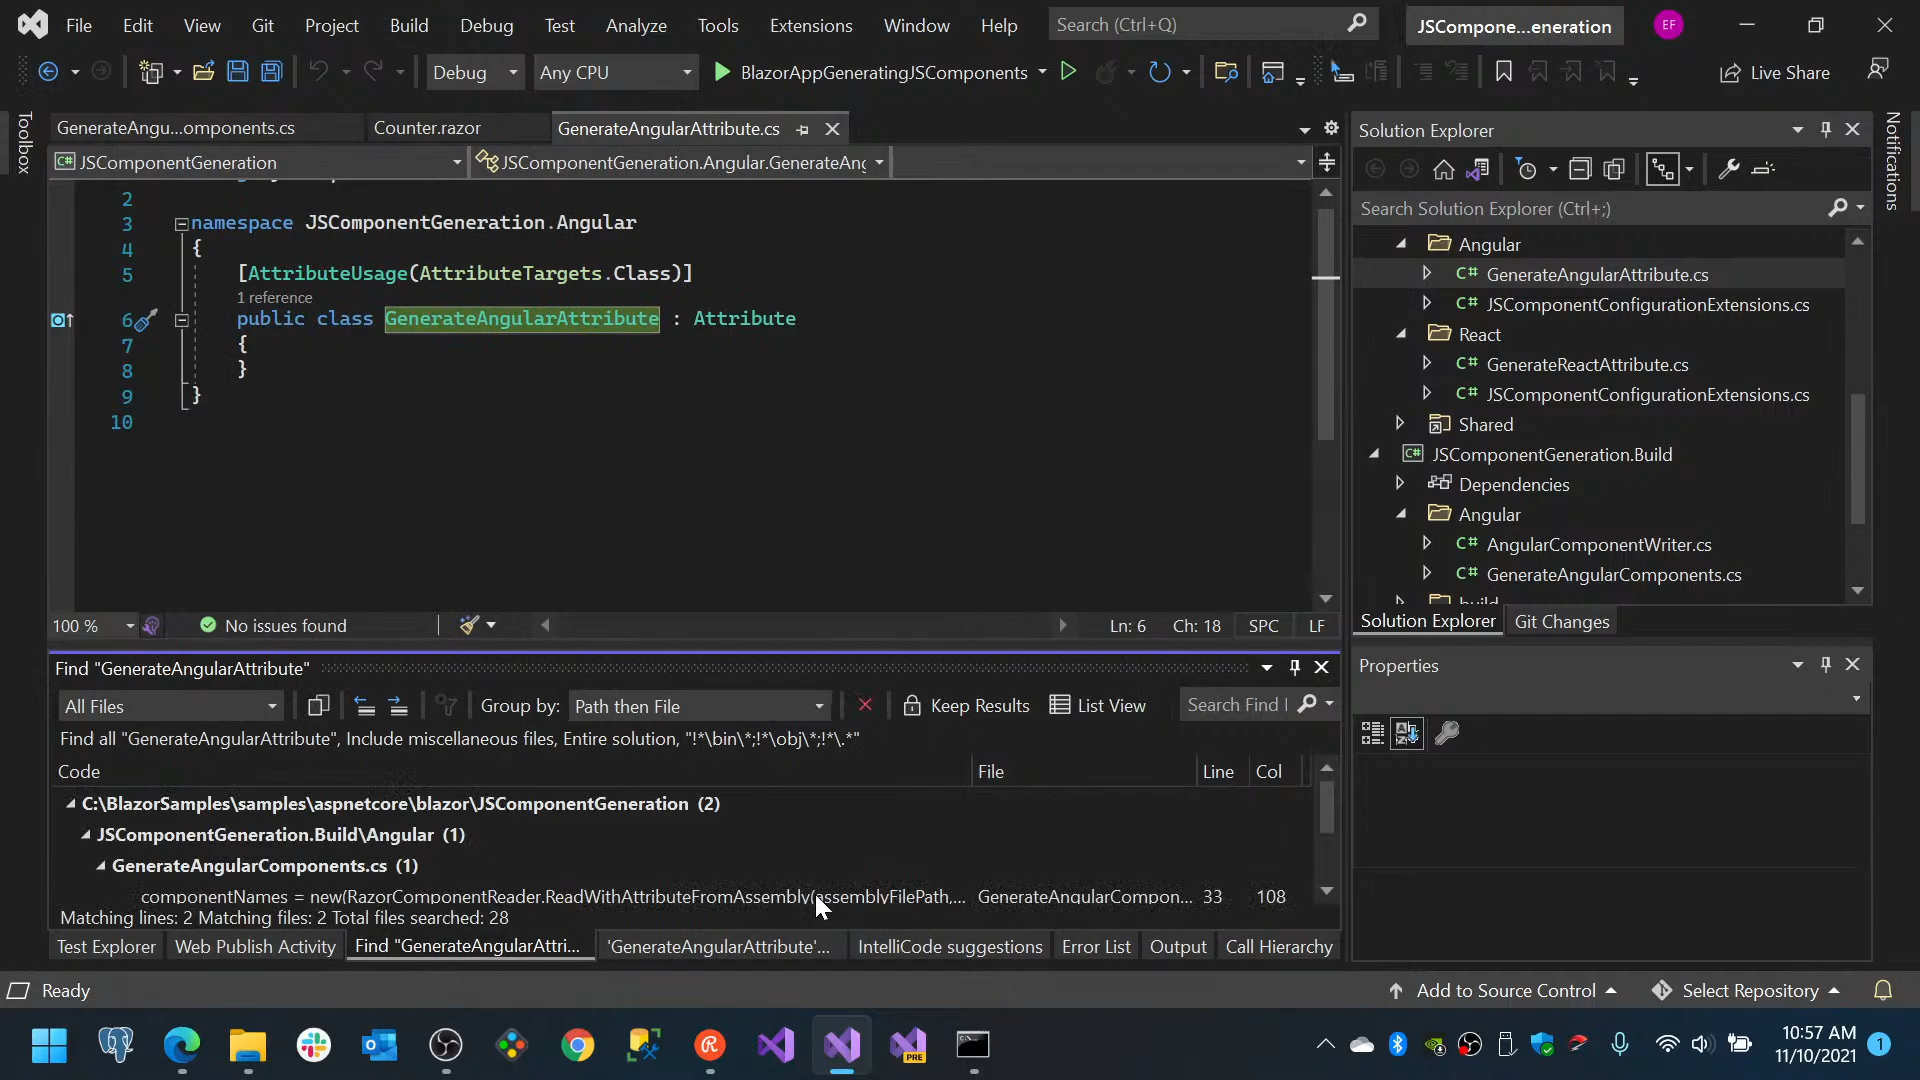 File Edit View Git Project Build Debug Test Analyze Tools Extensions Window Help Search (Ctrl+Q) JSCompone...eneration EF
Debug Any CPU BlazorAppGeneratingJSComponents Live Share
Toolbox
GenerateAngu...omponents.cs Counter.razor GenerateAngularAttribute.cs
JSComponentGeneration JSComponentGeneration.Angular.GenerateAng
2
3 namespace JSComponentGeneration.Angular
4 {
5 [AttributeUsage(AttributeTargets.Class)]
1 reference
6 public class GenerateAngularAttribute : Attribute
7 {
8 }
9 }
10
100 % No issues found Ln: 6 Ch: 18 SPC LF
Find "GenerateAngularAttribute"
All Files Group by: Path then File Keep Results List View Search Find
Find all "GenerateAngularAttribute", Include miscellaneous files, Entire solution, "!*\bin\*;!*\obj\*;!*\.*"
Code File Line Col
C:\BlazorSamples\samples\aspnetcore\blazor\JSComponentGeneration (2)
JSComponentGeneration.Build\Angular (1)
GenerateAngularComponents.cs (1)
componentNames = new(RazorComponentReader.ReadWithAttributeFromAssembly(assemblyFilePath,... GenerateAngularCompon... 33 108
Matching lines: 2 Matching files: 2 Total files searched: 28
Test Explorer Web Publish Activity Find "GenerateAngularAttri... 'GenerateAngularAttribute'... IntelliCode suggestions Error List Output Call Hierarchy
Solution Explorer
Search Solution Explorer (Ctrl+;)
Angular
C# GenerateAngularAttribute.cs
C# JSComponentConfigurationExtensions.cs
React
C# GenerateReactAttribute.cs
C# JSComponentConfigurationExtensions.cs
Shared
C# JSComponentGeneration.Build
Dependencies
Angular
C# AngularComponentWriter.cs
C# GenerateAngularComponents.cs
build
Solution Explorer Git Changes
Properties
Notifications
Ready Add to Source Control Select Repository
PRE
10:57 AM
11/10/2021 1